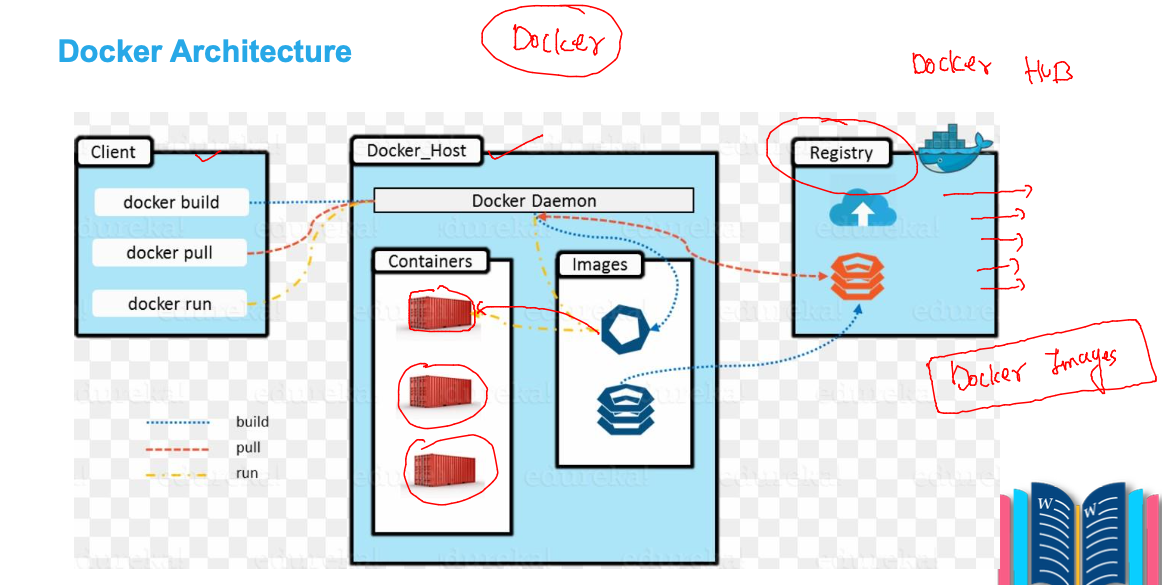 Docker
Docker Architecture
Docker HUB
Client
Docker_Host
Registry
docker build
Docker Daemon
docker pull
Containers
Images
docker run
Docker Images
build
pull
run
edureka!
W
W